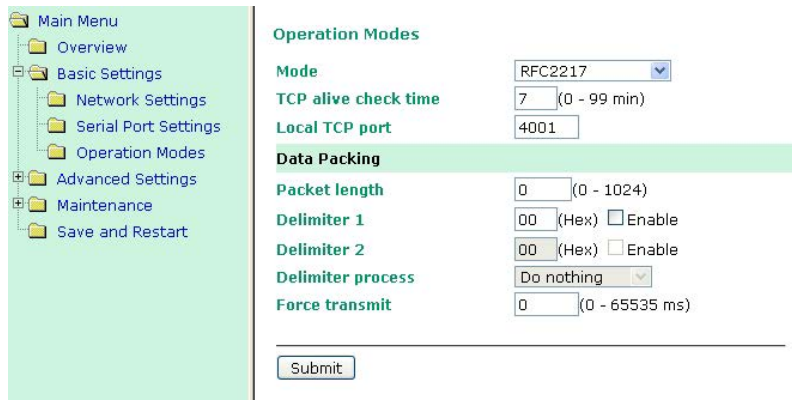 Main Menu
Overview
Basic Settings
Network Settings
Serial Port Settings
Operation Modes
Advanced Settings
Maintenance
Save and Restart
Operation Modes
Mode RFC2217
TCP alive check time 7 (0 - 99 min)
Local TCP port 4001
Data Packing
Packet length 0 (0 - 1024)
Delimiter 1 00 (Hex) Enable
Delimiter 2 00 (Hex) Enable
Delimiter process Do nothing
Force transmit 0 (0 - 65535 ms)
Submit